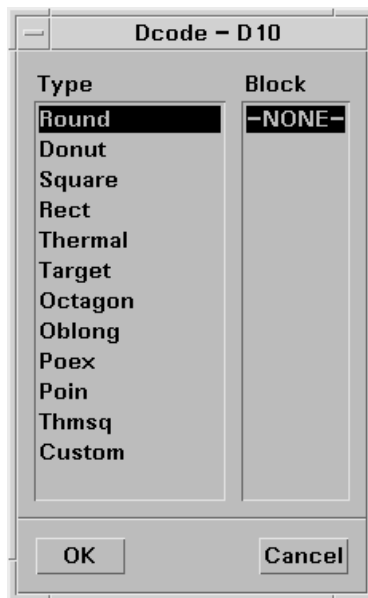 Dcode – D10
Type Block
Round –NONE–
Donut
Square
Rect
Thermal
Target
Octagon
Oblong
Poex
Poin
Thmsq
Custom
OK Cancel